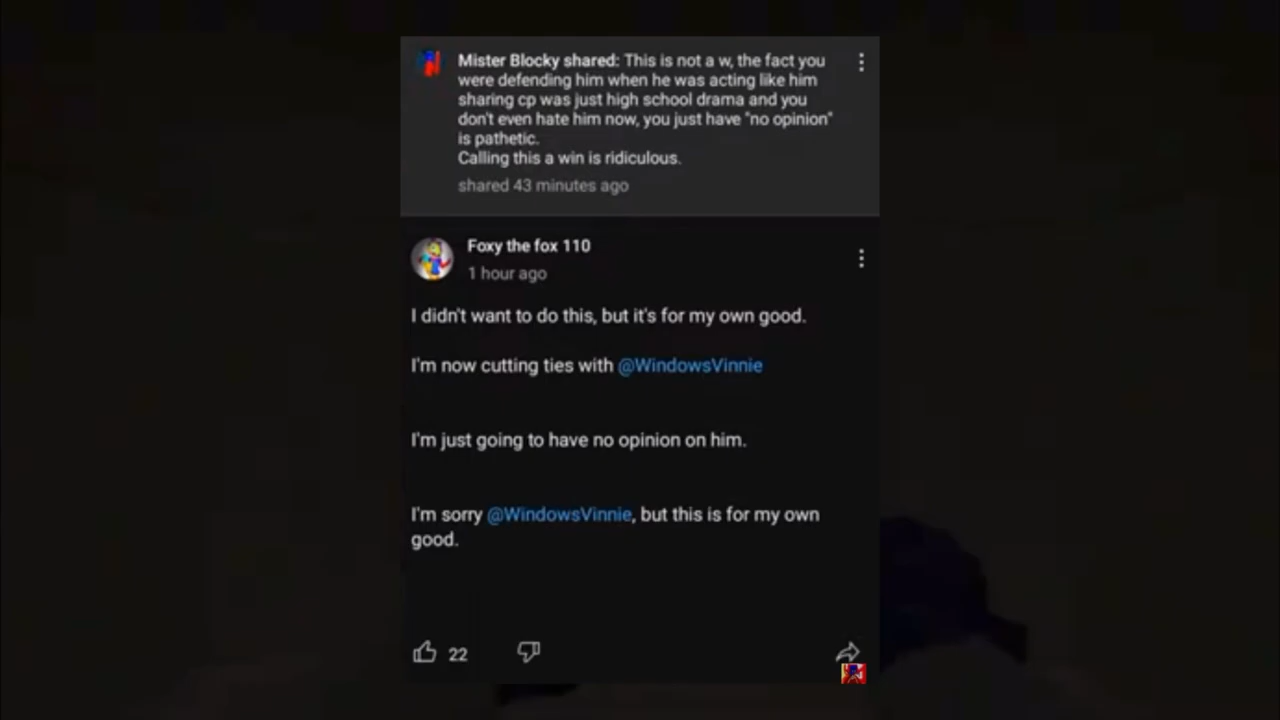 Mister Blocky shared: This is not a w, the fact you
were defending him when he was acting like him
sharing cp was just high school drama and you
don't even hate him now, you just have "no opinion"
is pathetic.
Calling this a win is ridiculous.
shared 43 minutes ago
Foxy the fox 110
1 hour ago
I didn't want to do this, but it's for my own good.
I'm now cutting ties with @WindowsVinnie
I'm just going to have no opinion on him.
I'm sorry @WindowsVinnie, but this is for my own
good.
22